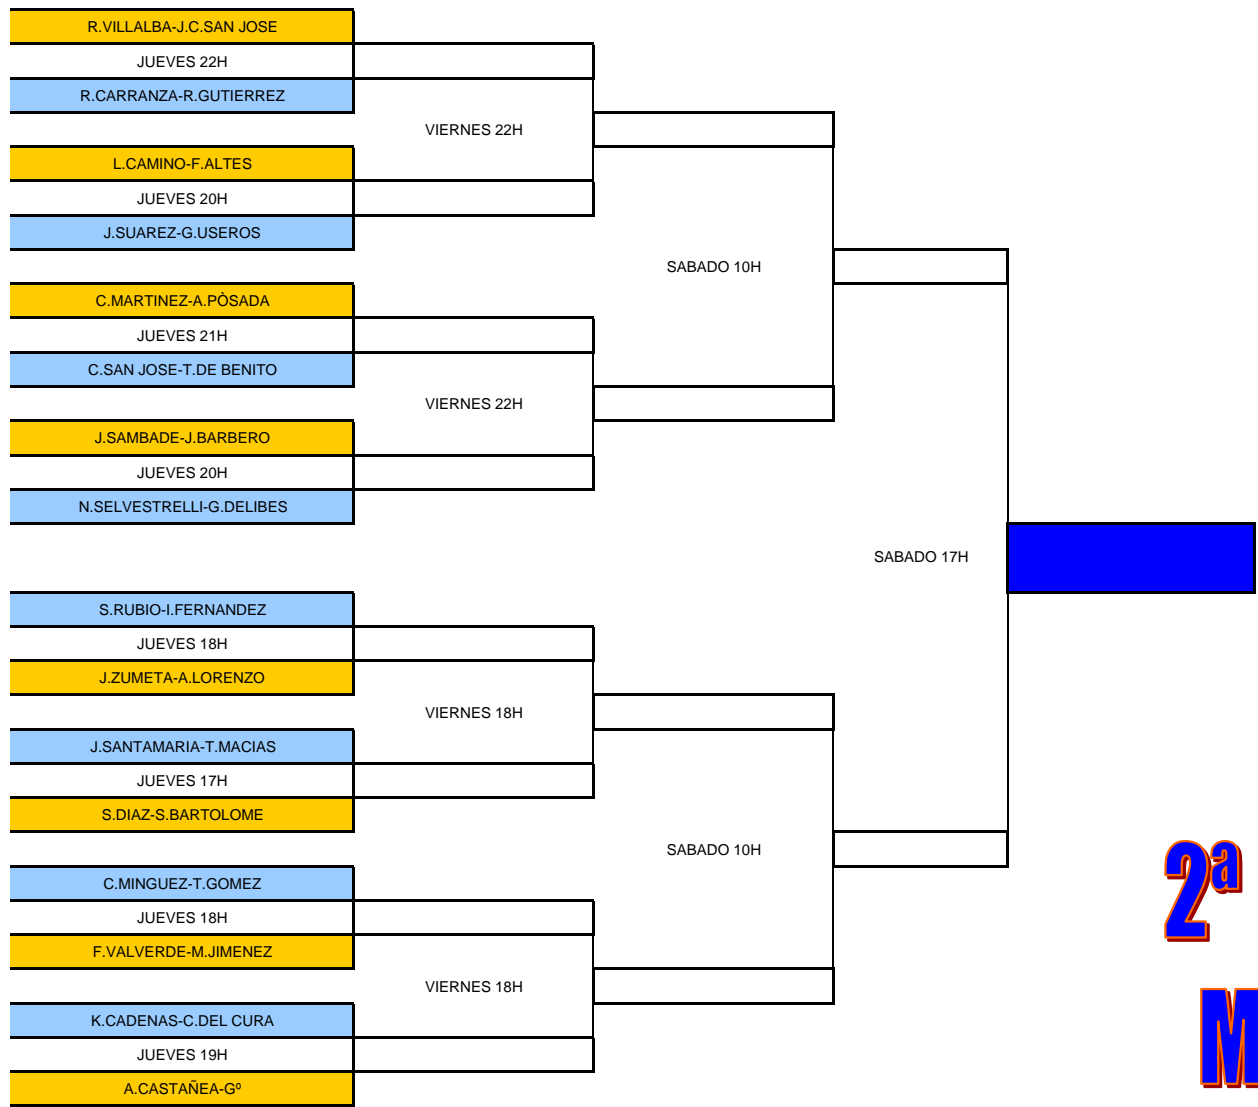 R.VILLALBA-J.C.SAN JOSE
JUEVES 22H
R.CARRANZA-R.GUTIERREZ
VIERNES 22H
L.CAMINO-F.ALTES
JUEVES 20H
J.SUAREZ-G.USEROS
SABADO 10H
C.MARTINEZ-A.PÒSADA
JUEVES 21H
C.SAN JOSE-T.DE BENITO
VIERNES 22H
J.SAMBADE-J.BARBERO
JUEVES 20H
N.SELVESTRELLI-G.DELIBES
SABADO 17H
S.RUBIO-I.FERNANDEZ
JUEVES 18H
J.ZUMETA-A.LORENZO
VIERNES 18H
J.SANTAMARIA-T.MACIAS
JUEVES 17H
S.DIAZ-S.BARTOLOME
SABADO 10H
C.MINGUEZ-T.GOMEZ
JUEVES 18H
F.VALVERDE-M.JIMENEZ
VIERNES 18H
K.CADENAS-C.DEL CURA
JUEVES 19H
A.CASTAÑEA-Gº
2ª
M